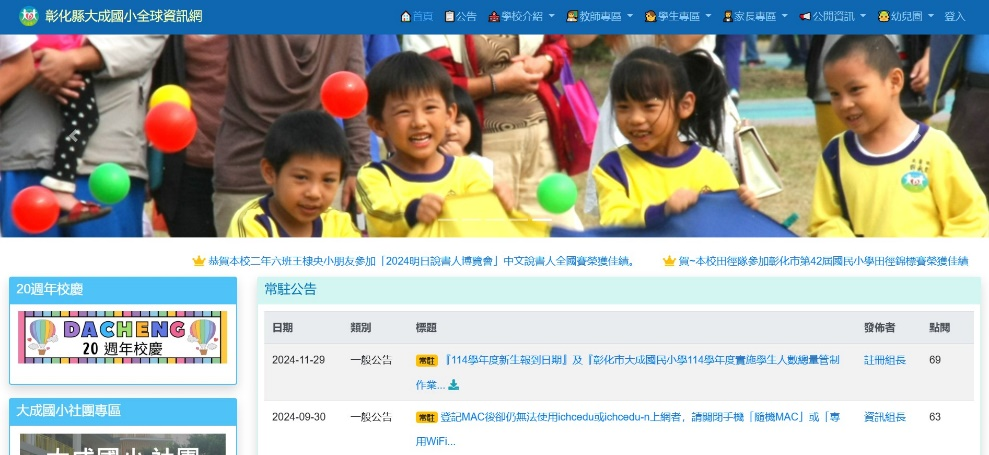 彰化縣大成國小全球資訊網
首頁 公告 學校介紹 教師專區 學生專區 家長專區 公開資訊 幼兒園 登入
恭賀本校二年六班王棣央小朋友參加「2024明日說書人博覽會」中文說書人全國賽榮獲佳績。 賀~本校田徑隊參加彰化市第42屆國民小學田徑錦標賽榮獲佳績
20週年校慶
DACHENG
20 週年校慶
大成國小社團專區
大成國小社團
常駐公告
日期 類別 標題 發佈者 點閱
2024-11-29 一般公告 常駐 『114學年度新生報到日期』及『彰化市大成國民小學114學年度實施學生人數總量管制 註冊組長 69
作業...
2024-09-30 一般公告 常駐 登記MAC後卻仍無法使用ichcedu或ichcedu-n上網者，請關閉手機「隨機MAC」或「專 資訊組長 63
用WiFi...